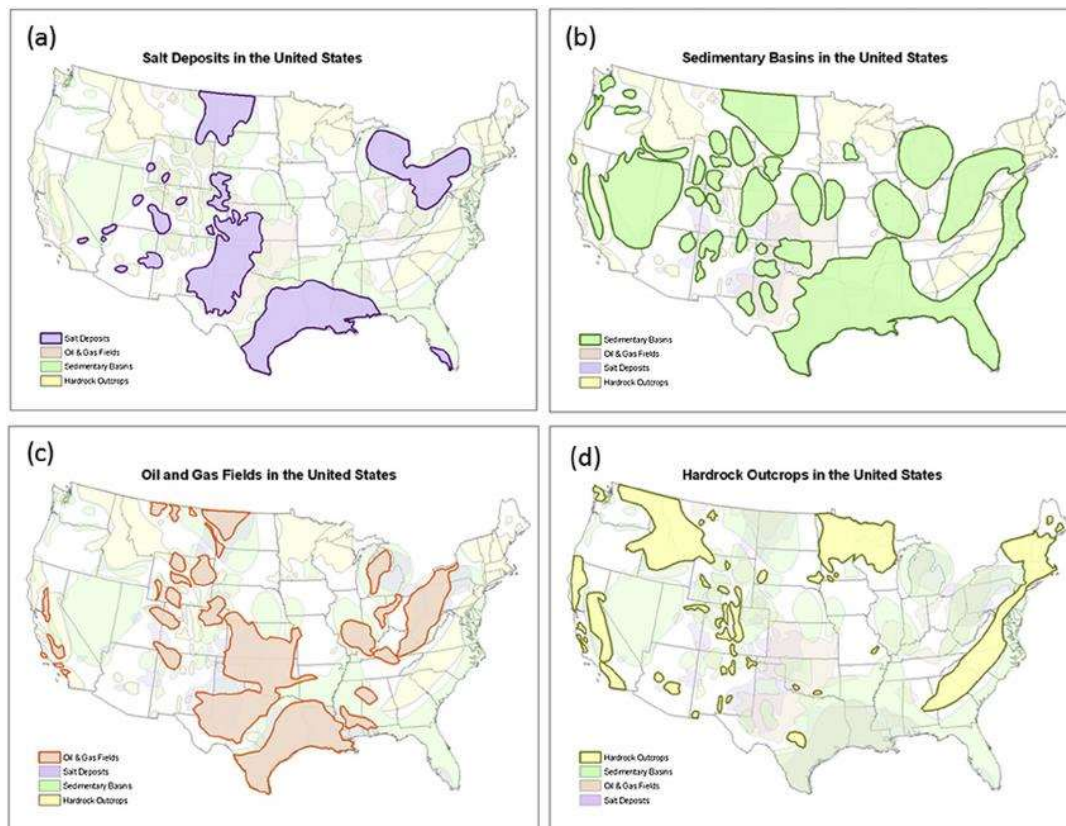 (a)
Salt Deposits in the United States
Salt Deposits
Oil & Gas Fields
Sedimentary Basins
Hardrock Outcrops
(b)
Sedimentary Basins in the United States
Sedimentary Basins
Oil & Gas Fields
Salt Deposits
Hardrock Outcrops
(c)
Oil and Gas Fields in the United States
Oil & Gas Fields
Salt Deposits
Sedimentary Basins
Hardrock Outcrops
(d)
Hardrock Outcrops in the United States
Hardrock Outcrops
Sedimentary Basins
Oil & Gas Fields
Salt Deposits